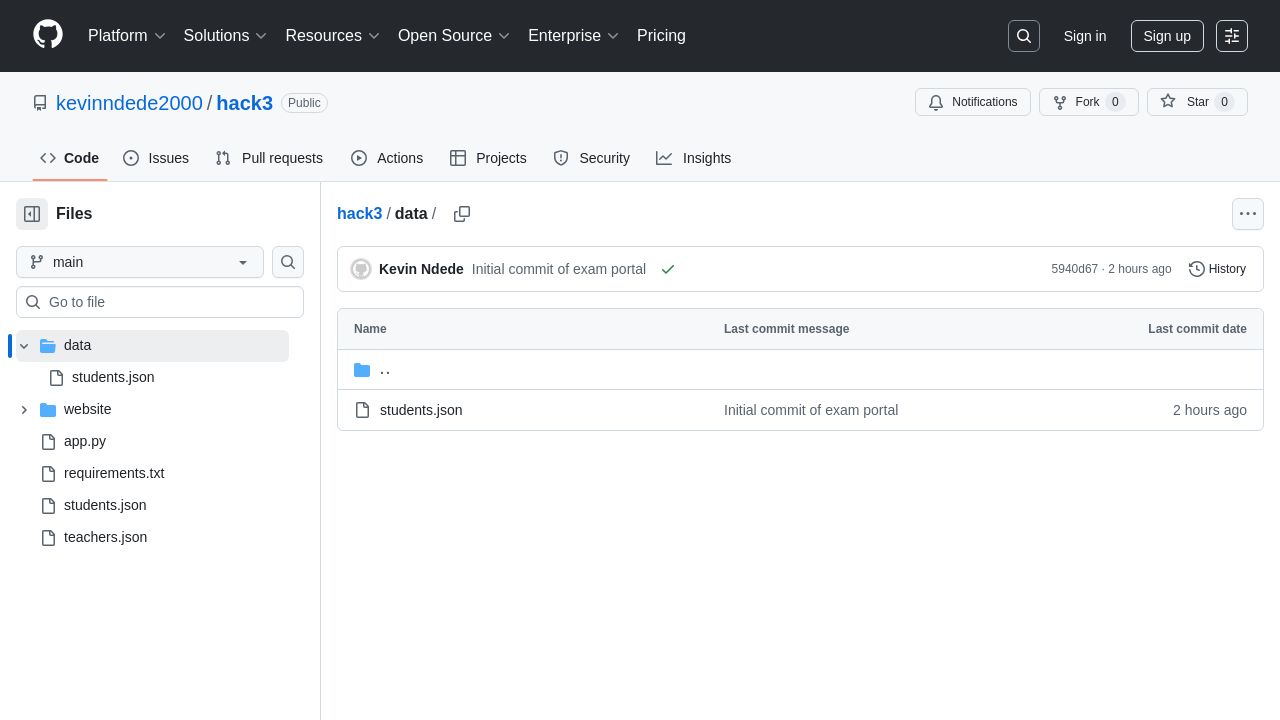 Platform Solutions Resources Open Source Enterprise Pricing Sign in Sign up
kevinndede2000 / hack3 Public Notifications Fork 0 Star 0
Code Issues Pull requests Actions Projects Security Insights
Files
main
Go to file
data
students.json
website
app.py
requirements.txt
students.json
teachers.json
hack3 / data /
Kevin Ndede Initial commit of exam portal 5940d67 · 2 hours ago History
Name Last commit message Last commit date
..
students.json Initial commit of exam portal 2 hours ago